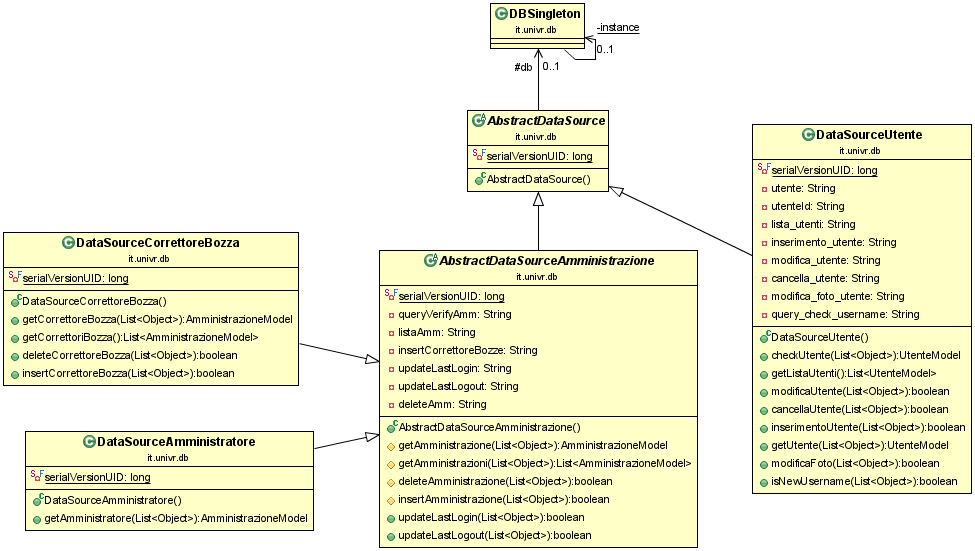 DBSingleton
it.univr.db
-instance
0..1
#db
0..1
AbstractDataSource
it.univr.db
serialVersionUID: long
AbstractDataSource()
DataSourceUtente
it.univr.db
serialVersionUID: long
utente: String
utenteId: String
lista_utenti: String
inserimento_utente: String
modifica_utente: String
cancella_utente: String
modifica_foto_utente: String
query_check_username: String
DataSourceUtente()
checkUtente(List<Object>):UtenteModel
getListaUtenti():List<UtenteModel>
modificaUtente(List<Object>):boolean
cancellaUtente(List<Object>):boolean
inserimentoUtente(List<Object>):boolean
getUtente(List<Object>):UtenteModel
modificaFoto(List<Object>):boolean
isNewUsername(List<Object>):boolean
DataSourceCorrettoreBozza
it.univr.db
serialVersionUID: long
DataSourceCorrettoreBozza()
getCorrettoreBozza(List<Object>):AmministrazioneModel
getCorrettoriBozza():List<AmministrazioneModel>
deleteCorrettoreBozza(List<Object>):boolean
insertCorrettoreBozza(List<Object>):boolean
AbstractDataSourceAmministrazione
it.univr.db
serialVersionUID: long
queryVerifyAmm: String
listaAmm: String
insertCorrettoreBozze: String
updateLastLogin: String
updateLastLogout: String
deleteAmm: String
AbstractDataSourceAmministrazione()
getAmministrazione(List<Object>):AmministrazioneModel
getAmministrazioni(List<Object>):List<AmministrazioneModel>
deleteAmministrazione(List<Object>):boolean
insertAmministrazione(List<Object>):boolean
updateLastLogin(List<Object>):boolean
updateLastLogout(List<Object>):boolean
DataSourceAmministratore
it.univr.db
serialVersionUID: long
DataSourceAmministratore()
getAmministratore(List<Object>):AmministrazioneModel